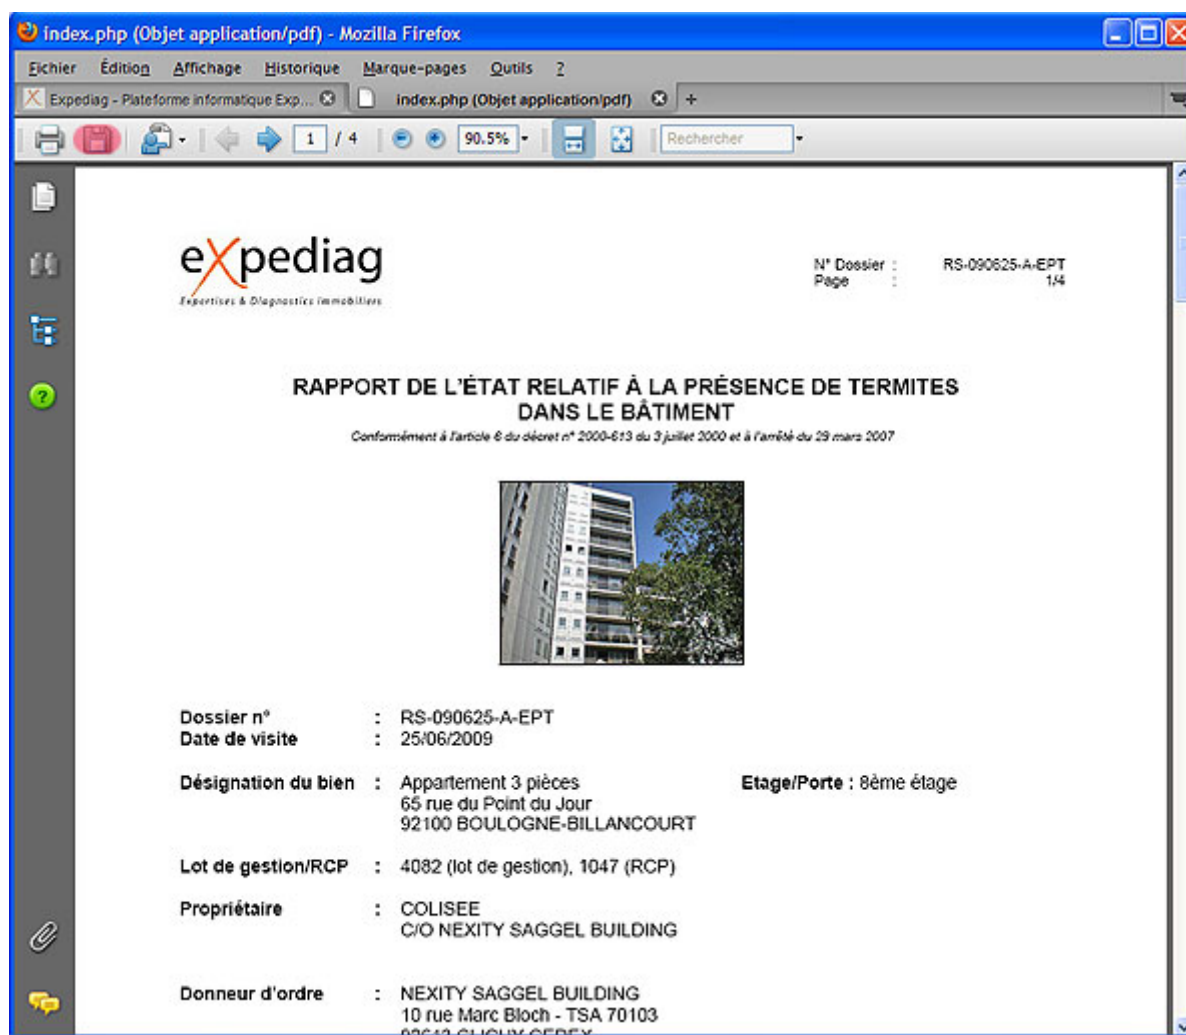 index.php (Objet application/pdf) - Mozilla Firefox
Fichier Édition Affichage Historique Marque-pages Outils ?
Expediag - Plateforme informatique Exp... index.php (Objet application/pdf) +
1 / 4 90.5% Rechercher
eXpediag
Expertises & Diagnostics immobiliers
N° Dossier : RS-090625-A-EPT
Page : 1/4
RAPPORT DE L'ÉTAT RELATIF À LA PRÉSENCE DE TERMITES
DANS LE BÂTIMENT
Conformément à l'article 6 du décret n° 2000-613 du 3 juillet 2000 et à l'arrêté du 29 mars 2007
Dossier n° : RS-090625-A-EPT
Date de visite : 25/06/2009
Désignation du bien : Appartement 3 pièces Etage/Porte : 8ème étage
65 rue du Point du Jour
92100 BOULOGNE-BILLANCOURT
Lot de gestion/RCP : 4082 (lot de gestion), 1047 (RCP)
Propriétaire : COLISEE
C/O NEXITY SAGGEL BUILDING
Donneur d'ordre : NEXITY SAGGEL BUILDING
10 rue Marc Bloch - TSA 70103
CLICHY CEDEX